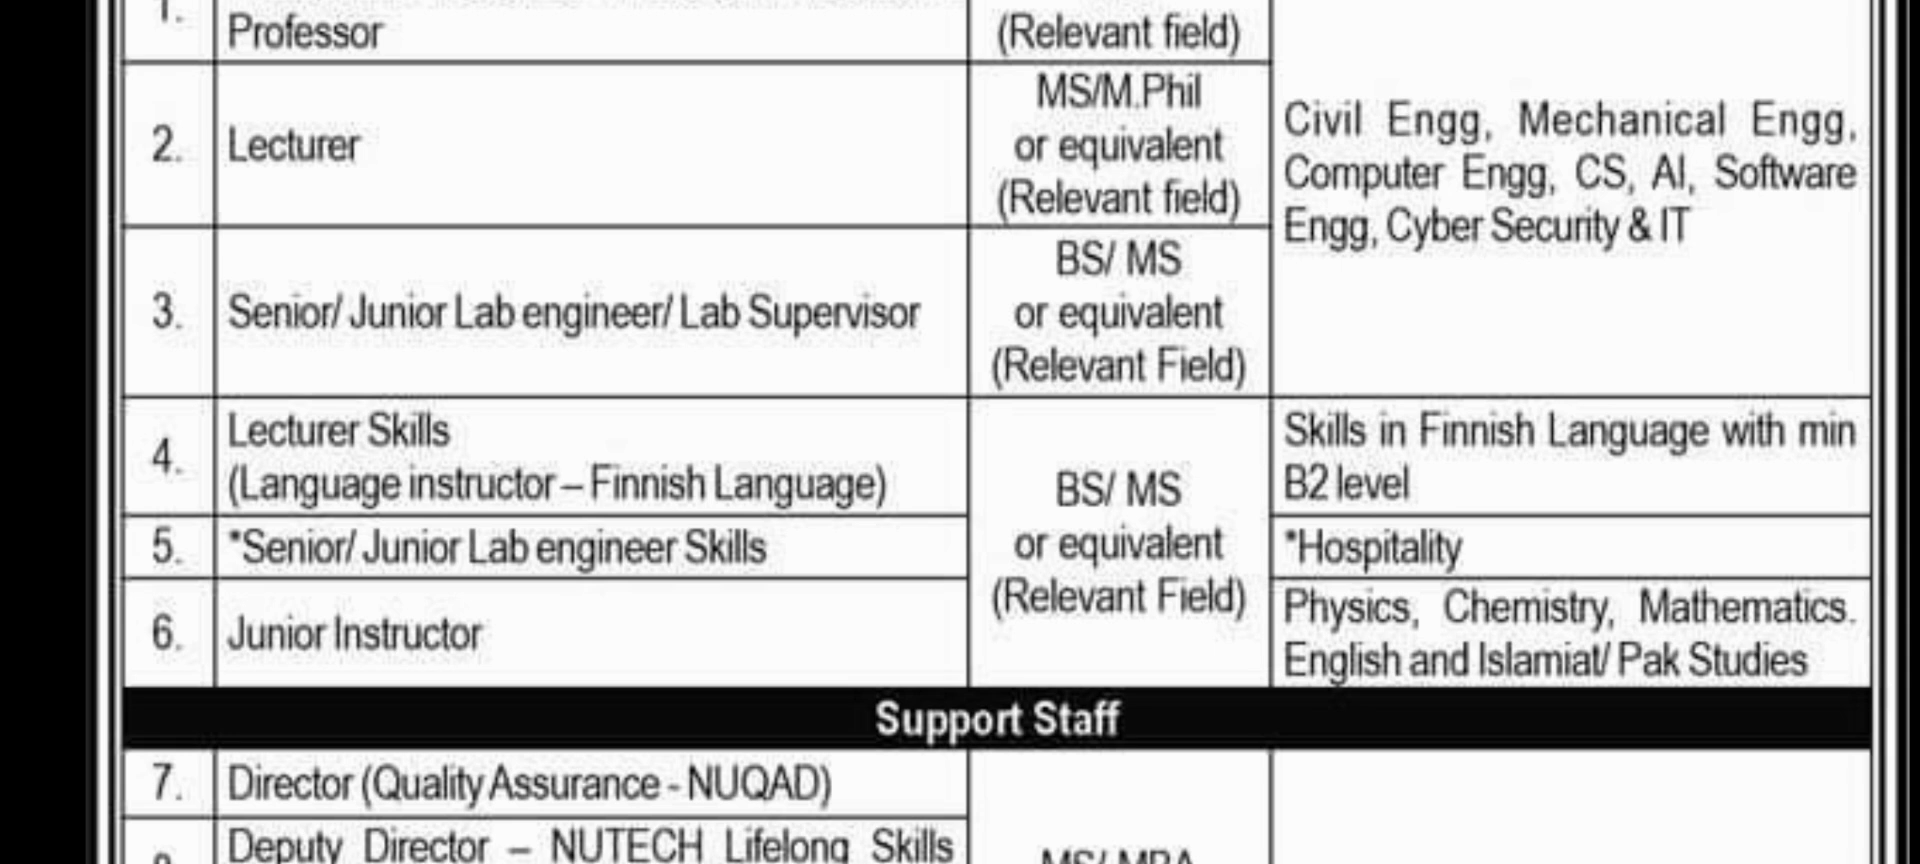 1.
Professor
(Relevant field)
2.
Lecturer
MS/M.Phil
or equivalent
(Relevant field)
Civil Engg, Mechanical Engg,
Computer Engg, CS, AI, Software
Engg, Cyber Security & IT
3.
Senior/ Junior Lab engineer/ Lab Supervisor
BS/ MS
or equivalent
(Relevant Field)
4.
Lecturer Skills
(Language instructor – Finnish Language)
BS/ MS
or equivalent
(Relevant Field)
Skills in Finnish Language with min
B2 level
5.
*Senior/ Junior Lab engineer Skills
*Hospitality
6.
Junior Instructor
Physics, Chemistry, Mathematics.
English and Islamiat/ Pak Studies
Support Staff
7.
Director (Quality Assurance - NUQAD)
Deputy Director – NUTECH Lifelong Skills
MS/ MBA